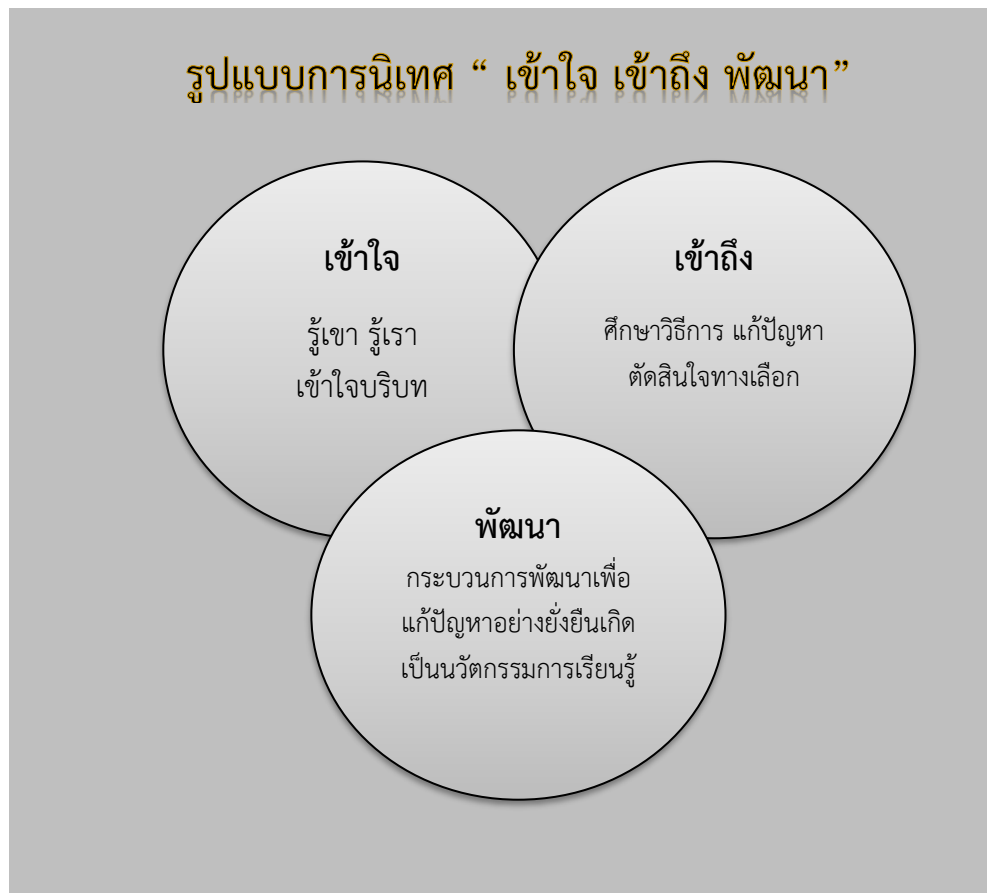 รูปแบบการนิเทศ “ เข้าใจ เข้าถึง พัฒนา”
เข้าใจ
รู้เขา รู้เรา
เข้าใจบริบท
เข้าถึง
ศึกษาวิธีการ แก้ปัญหา
ตัดสินใจทางเลือก
พัฒนา
กระบวนการพัฒนาเพื่อ
แก้ปัญหาอย่างยั่งยืนเกิด
เป็นนวัตกรรมการเรียนรู้